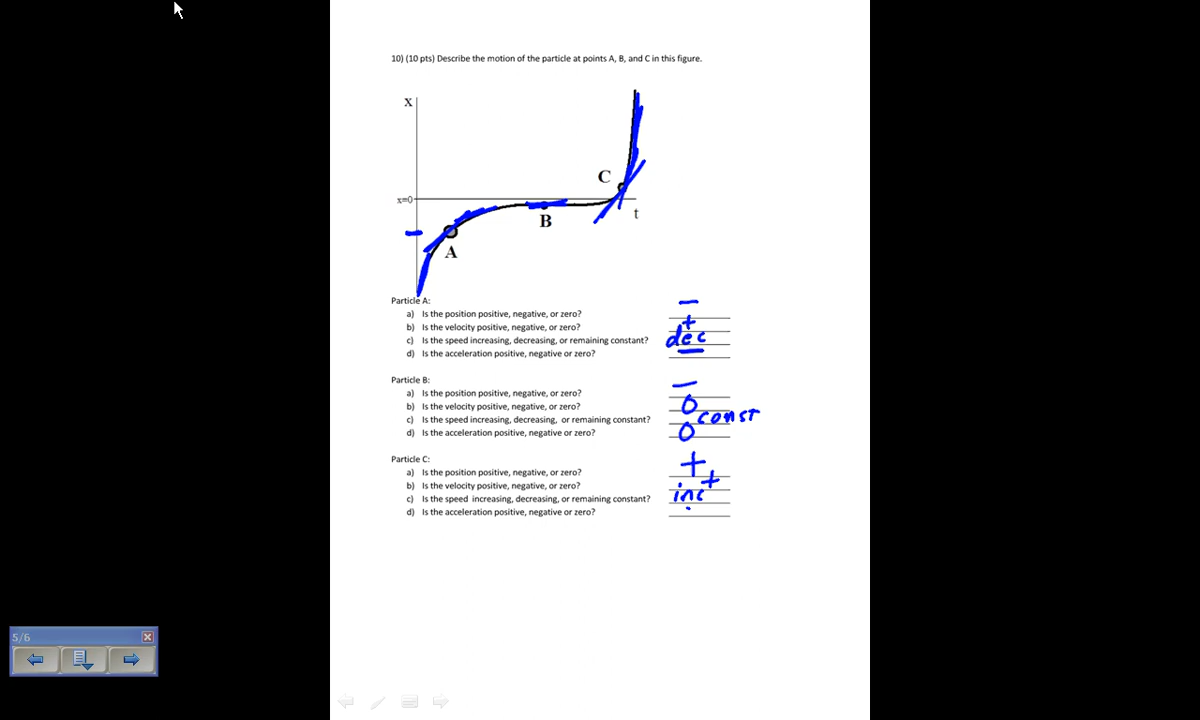 10) (10 pts) Describe the motion of the particle at points A, B, and C in this figure.
x
C
x=0
t
B
A
Particle A:
–
a) Is the position positive, negative, or zero?
b) Is the velocity positive, negative, or zero? +
c) Is the speed increasing, decreasing, or remaining constant? dec
d) Is the acceleration positive, negative or zero? –
Particle B:
a) Is the position positive, negative, or zero? –
b) Is the velocity positive, negative, or zero? 0
c) Is the speed increasing, decreasing, or remaining constant? const
d) Is the acceleration positive, negative or zero? 0
Particle C:
a) Is the position positive, negative, or zero? +
b) Is the velocity positive, negative, or zero? +
c) Is the speed increasing, decreasing, or remaining constant? inc
d) Is the acceleration positive, negative or zero?
5/6